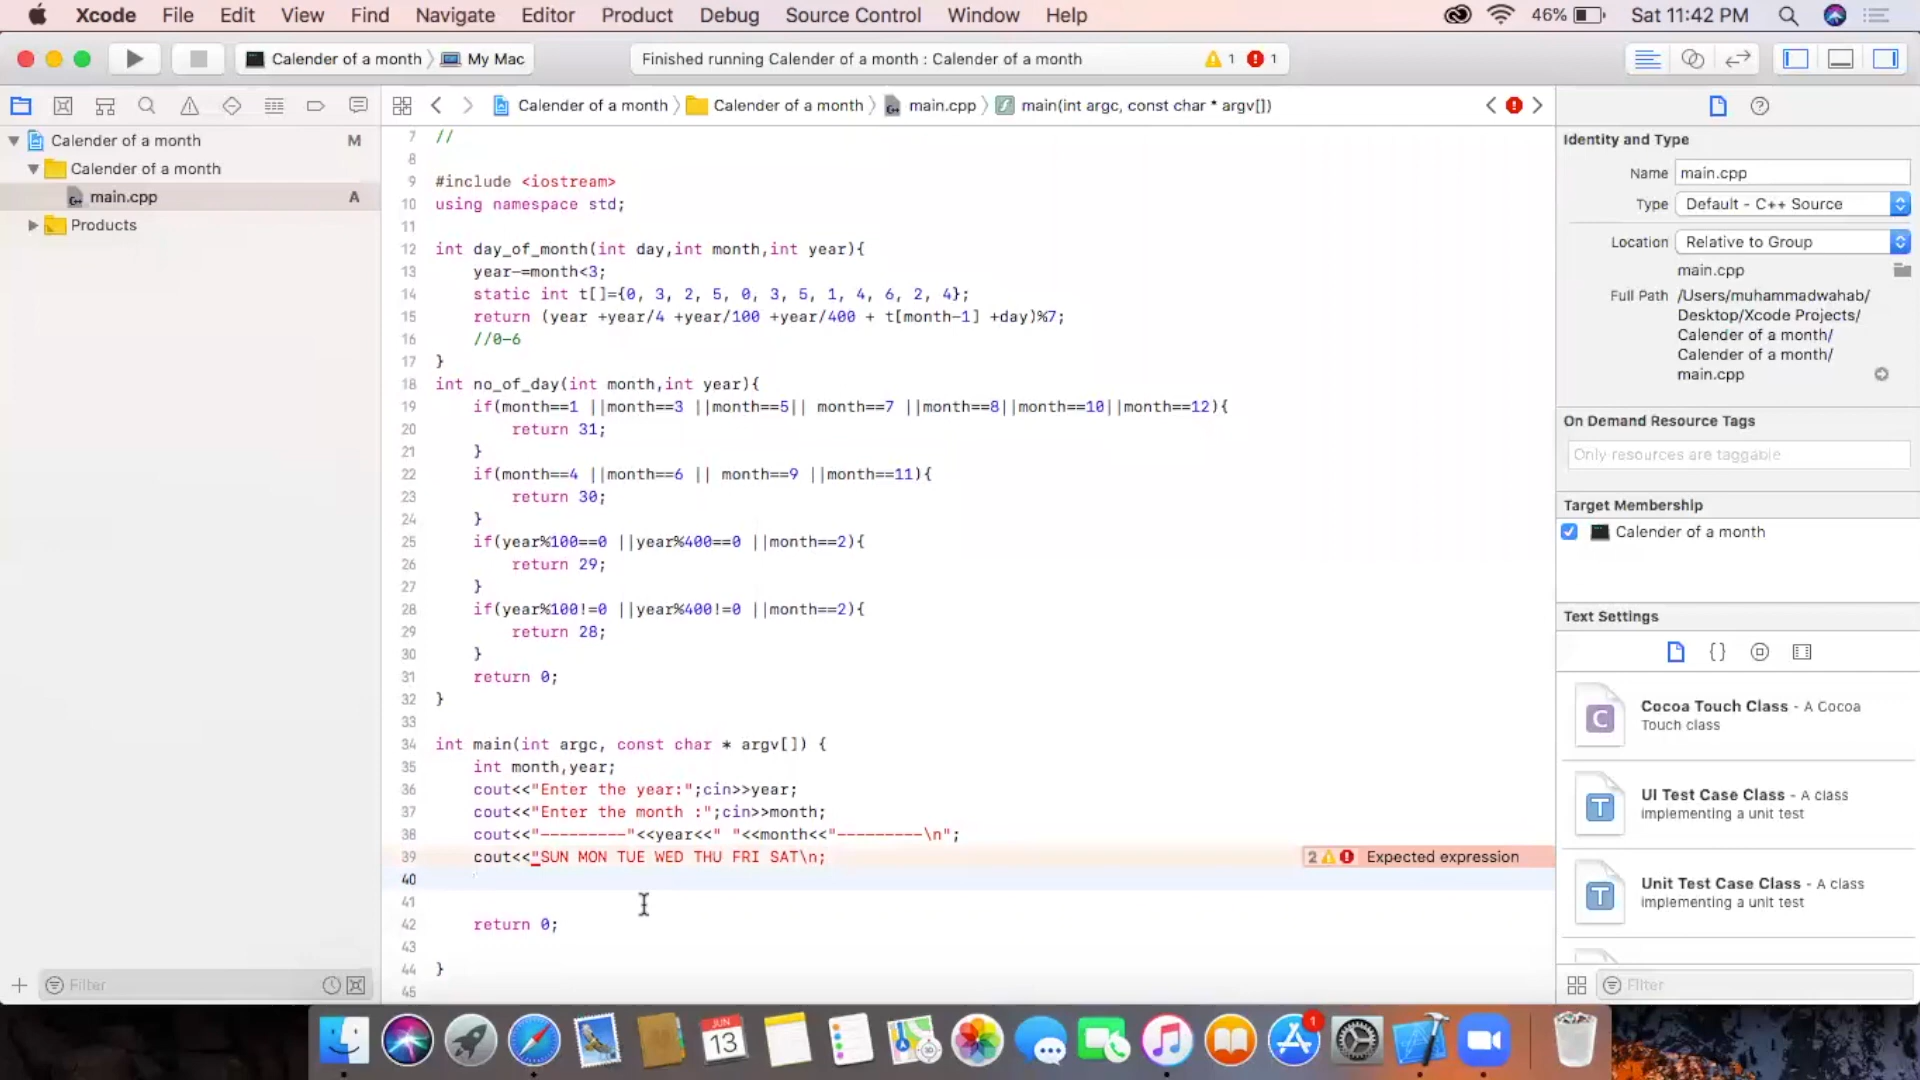 Xcode File Edit View Find Navigate Editor Product Debug Source Control Window Help 46% Sat 11:42 PM
Calender of a month My Mac Finished running Calender of a month : Calender of a month 1 1
Calender of a month Calender of a month main.cpp main(int argc, const char * argv[])
Calender of a month M
Calender of a month
main.cpp A
Products
Filter
7 //
8
9 #include <iostream>
10 using namespace std;
11
12 int day_of_month(int day,int month,int year){
13 year-=month<3;
14 static int t[]={0, 3, 2, 5, 0, 3, 5, 1, 4, 6, 2, 4};
15 return (year +year/4 +year/100 +year/400 + t[month-1] +day)%7;
16 //0-6
17 }
18 int no_of_day(int month,int year){
19 if(month==1 ||month==3 ||month==5|| month==7 ||month==8||month==10||month==12){
20 return 31;
21 }
22 if(month==4 ||month==6 || month==9 ||month==11){
23 return 30;
24 }
25 if(year%100==0 ||year%400==0 ||month==2){
26 return 29;
27 }
28 if(year%100!=0 ||year%400!=0 ||month==2){
29 return 28;
30 }
31 return 0;
32 }
33
34 int main(int argc, const char * argv[]) {
35 int month,year;
36 cout<<"Enter the year:";cin>>year;
37 cout<<"Enter the month :";cin>>month;
38 cout<<"---------"<<year<<" "<<month<<"---------\n";
39 cout<<"SUN MON TUE WED THU FRI SAT\n; 2 Expected expression
40
41
42 return 0;
43
44 }
45
Identity and Type
Name main.cpp
Type Default - C++ Source
Location Relative to Group
main.cpp
Full Path /Users/muhammadwahab/
Desktop/Xcode Projects/
Calender of a month/
Calender of a month/
main.cpp
On Demand Resource Tags
Only resources are taggable
Target Membership
Calender of a month
Text Settings
{ }
C Cocoa Touch Class - A Cocoa
Touch class
T UI Test Case Class - A class
implementing a unit test
T Unit Test Case Class - A class
implementing a unit test
Filter
JUN
13
1